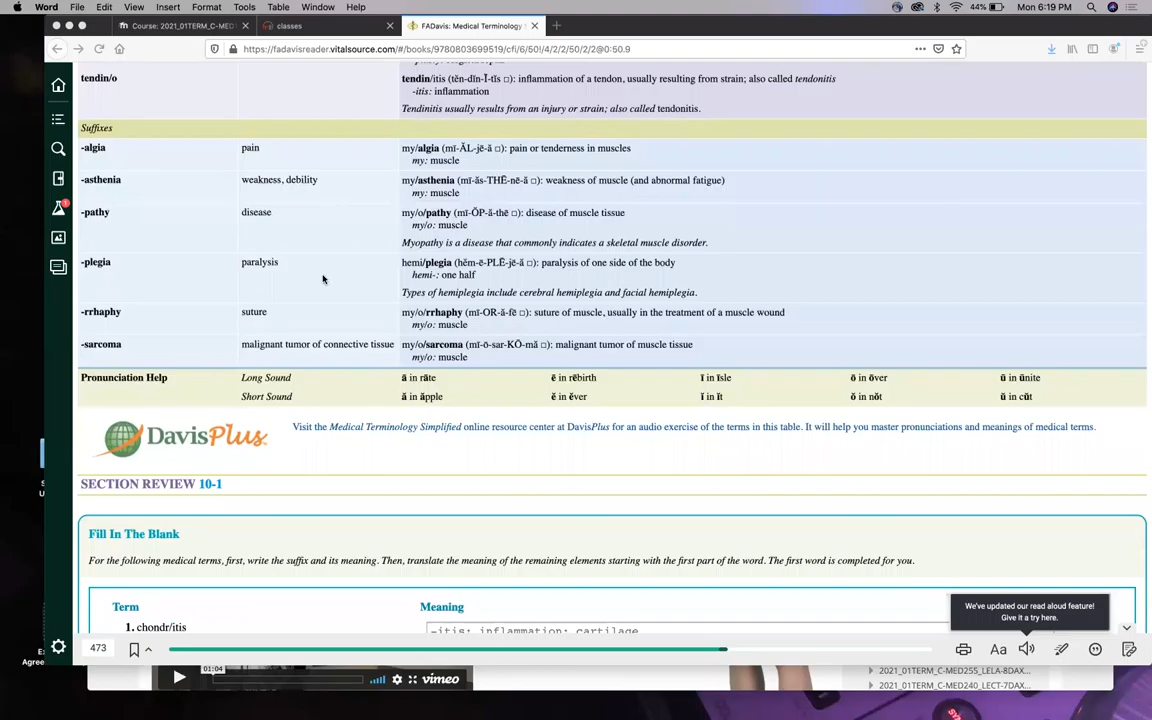 Word File Edit View Insert Format Tools Table Window Help 44% Mon 6:19 PM
Course: 2021_01TERM_C-MED classes FADavis: Medical Terminology
https://fadavisreader.vitalsource.com/#/books/9780803699519/cfi/6/50!/4/2/2/50/2/2@0:50.9
tendin/o tendin/itis (tĕn-dĭn-Ī-tĭs): inflammation of a tendon, usually resulting from strain; also called tendonitis
-itis: inflammation
Tendinitis usually results from an injury or strain; also called tendonitis.
Suffixes
-algia pain my/algia (mī-ĂL-jē-ă): pain or tenderness in muscles
my: muscle
-asthenia weakness, debility my/asthenia (mī-ăs-THĒ-nē-ă): weakness of muscle (and abnormal fatigue)
my: muscle
-pathy disease my/o/pathy (mī-ŎP-ă-thē): disease of muscle tissue
my/o: muscle
Myopathy is a disease that commonly indicates a skeletal muscle disorder.
-plegia paralysis hemi/plegia (hĕm-ē-PLĒ-jē-ă): paralysis of one side of the body
hemi-: one half
Types of hemiplegia include cerebral hemiplegia and facial hemiplegia.
-rrhaphy suture my/o/rrhaphy (mī-OR-ă-fē): suture of muscle, usually in the treatment of a muscle wound
my/o: muscle
-sarcoma malignant tumor of connective tissue my/o/sarcoma (mī-ō-sar-KŌ-mă): malignant tumor of muscle tissue
my/o: muscle
Pronunciation Help Long Sound ā in rāte ē in rēbirth ī in īsle ō in ōver ū in ūnite
Short Sound ă in ăpple ĕ in ĕver ĭ in ĭt ŏ in nŏt ŭ in cŭt
DavisPlus Visit the Medical Terminology Simplified online resource center at DavisPlus for an audio exercise of the terms in this table. It will help you master pronunciations and meanings of medical terms.
SECTION REVIEW 10-1
Fill In The Blank
For the following medical terms, first, write the suffix and its meaning. Then, translate the meaning of the remaining elements starting with the first part of the word. The first word is completed for you.
Term Meaning
1. chondr/itis -itis: inflammation; cartilage
We've updated our read aloud feature!
Give it a try here.
473 Aa
01:04
vimeo
2021_01TERM_C-MED255_LELA-8DAX...
2021_01TERM_C-MED240_LECT-7DAX...
Agree